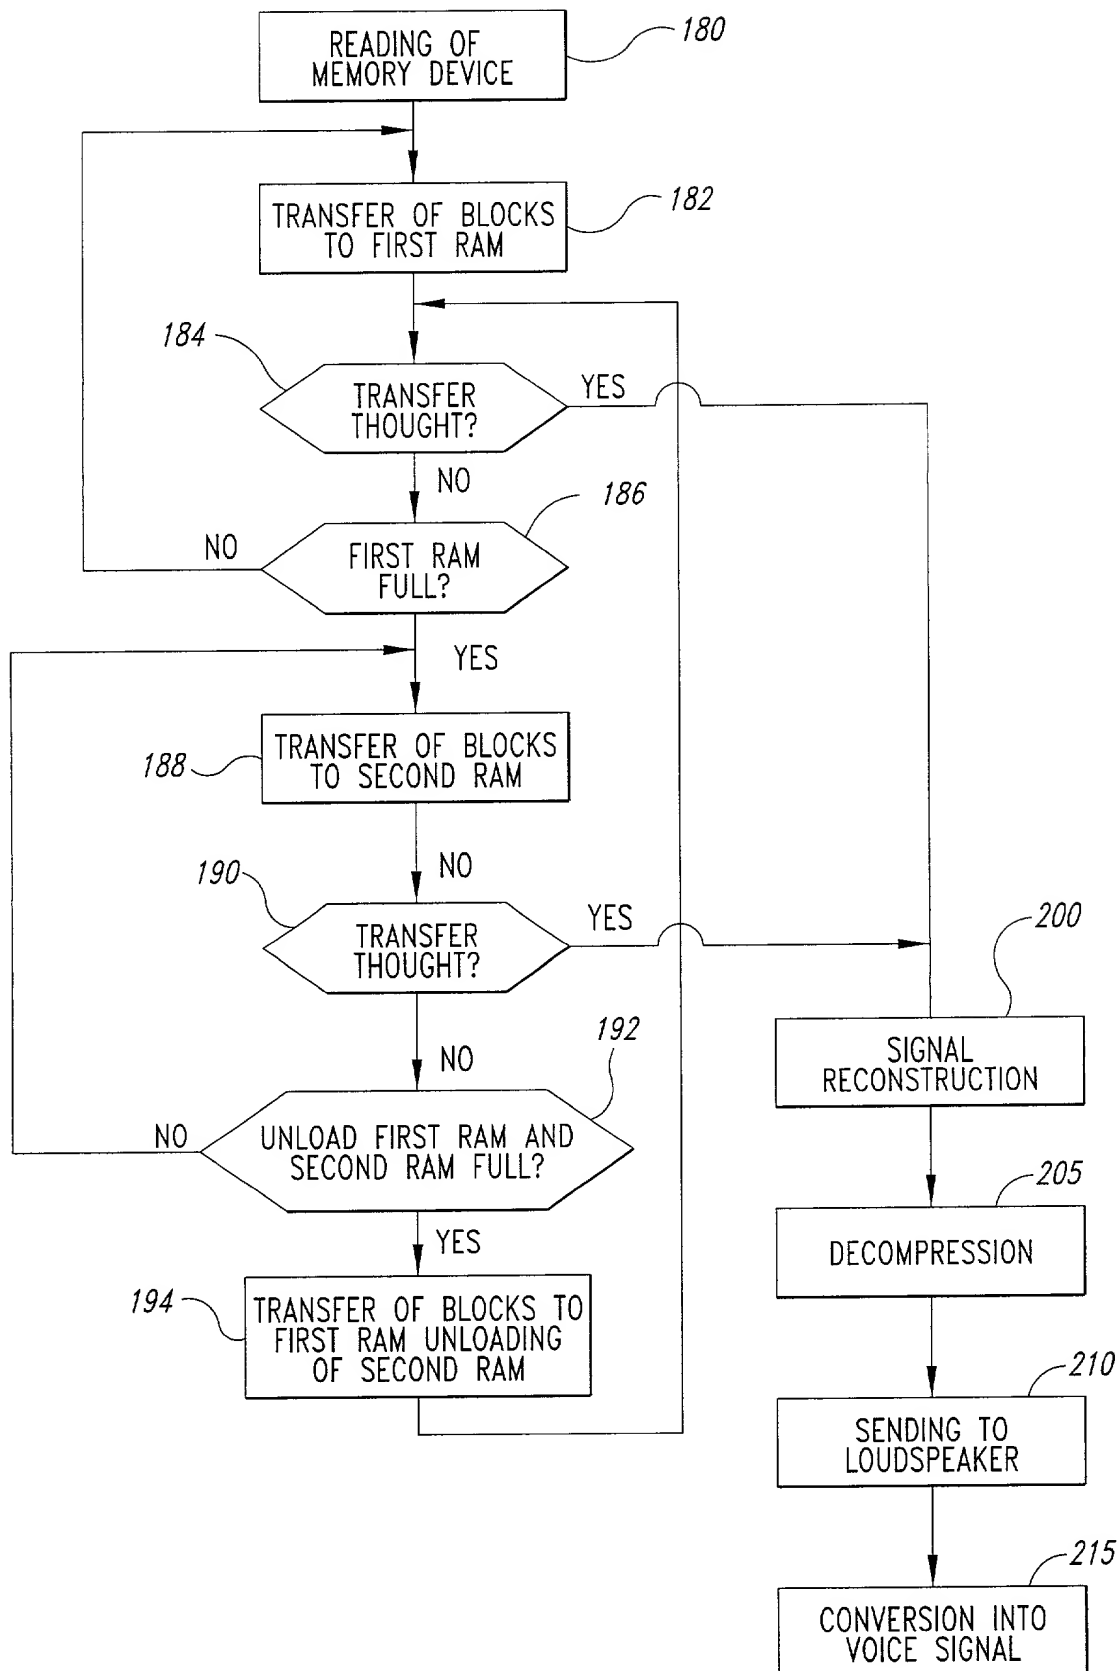 READING OF
MEMORY DEVICE
180
TRANSFER OF BLOCKS
TO FIRST RAM
182
184
TRANSFER
THOUGHT?
YES
NO
186
FIRST RAM
FULL?
NO
YES
188
TRANSFER OF BLOCKS
TO SECOND RAM
NO
190
TRANSFER
THOUGHT?
YES
NO
192
UNLOAD FIRST RAM AND
SECOND RAM FULL?
NO
YES
194
TRANSFER OF BLOCKS TO
FIRST RAM UNLOADING
OF SECOND RAM
200
SIGNAL
RECONSTRUCTION
205
DECOMPRESSION
210
SENDING TO
LOUDSPEAKER
215
CONVERSION INTO
VOICE SIGNAL